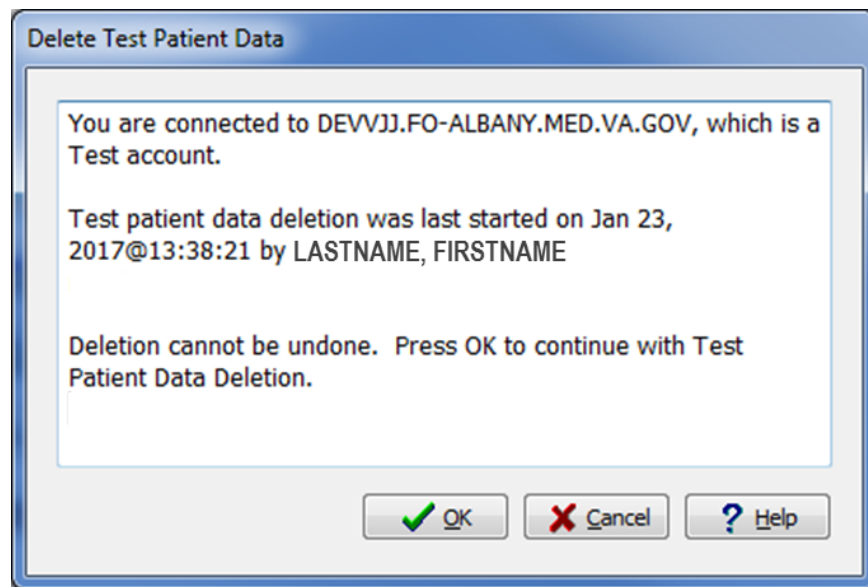 Delete Test Patient Data
You are connected to DEVVJJ.FO-ALBANY.MED.VA.GOV, which is a
Test account.
Test patient data deletion was last started on Jan 23,
2017@13:38:21 by LASTNAME, FIRSTNAME
Deletion cannot be undone.  Press OK to continue with Test
Patient Data Deletion.
OK Cancel Help